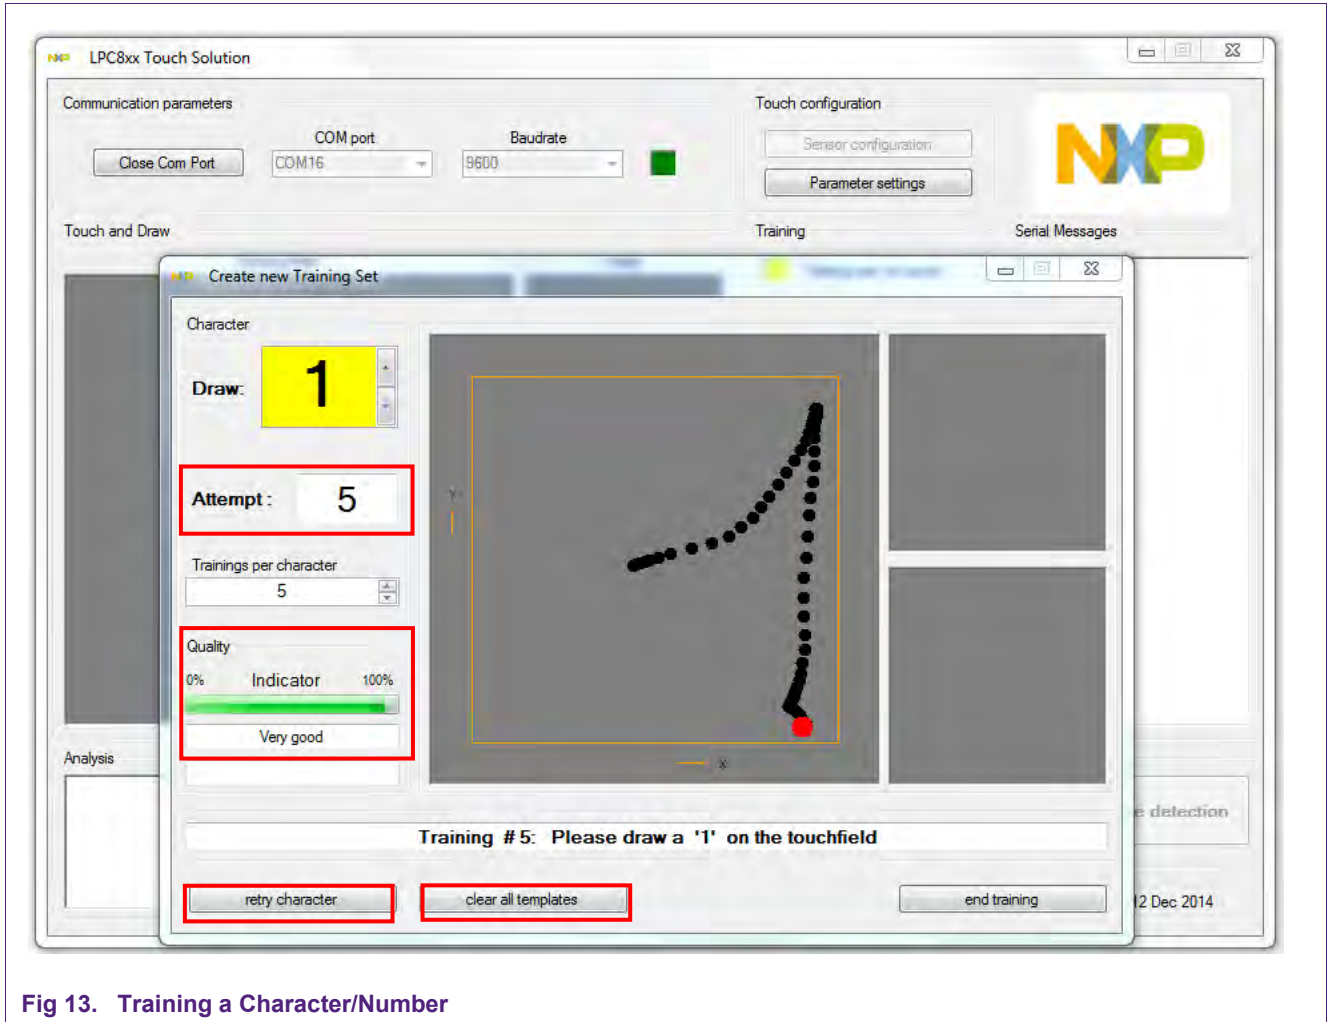 NXP LPC8xx Touch Solution
Communication parameters
Touch configuration
COM port
Baudrate
Close Com Port
COM16
9600
Sensor configuration
Parameter settings
NXP
Touch and Draw
Training
Serial Messages
Create new Training Set
Character
Draw:
1
Attempt :
5
Trainings per character
5
Quality
0%
Indicator
100%
Very good
Y
X
Analysis
e detection
Training # 5: Please draw a '1' on the touchfield
retry character
clear all templates
end training
12 Dec 2014
Fig 13. Training a Character/Number